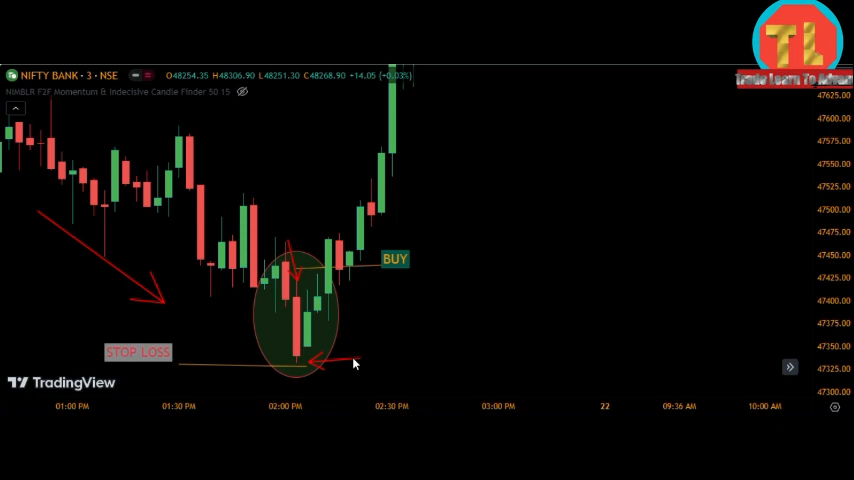 TL
Trade Learn To Advan
NIFTY BANK · 3 · NSE O48254.35 H48306.90 L48251.30 C48268.90 +14.05 (+0.03%)
NIMBLR F2F Momentum & Indecisive Candle Finder 50 15
47625.00
47600.00
47575.00
47550.00
47525.00
47500.00
47475.00
47450.00
BUY
47425.00
47400.00
47375.00
STOP LOSS
47350.00
47325.00
TradingView
47300.00
01:00 PM 01:30 PM 02:00 PM 02:30 PM 03:00 PM 22 09:36 AM 10:00 AM